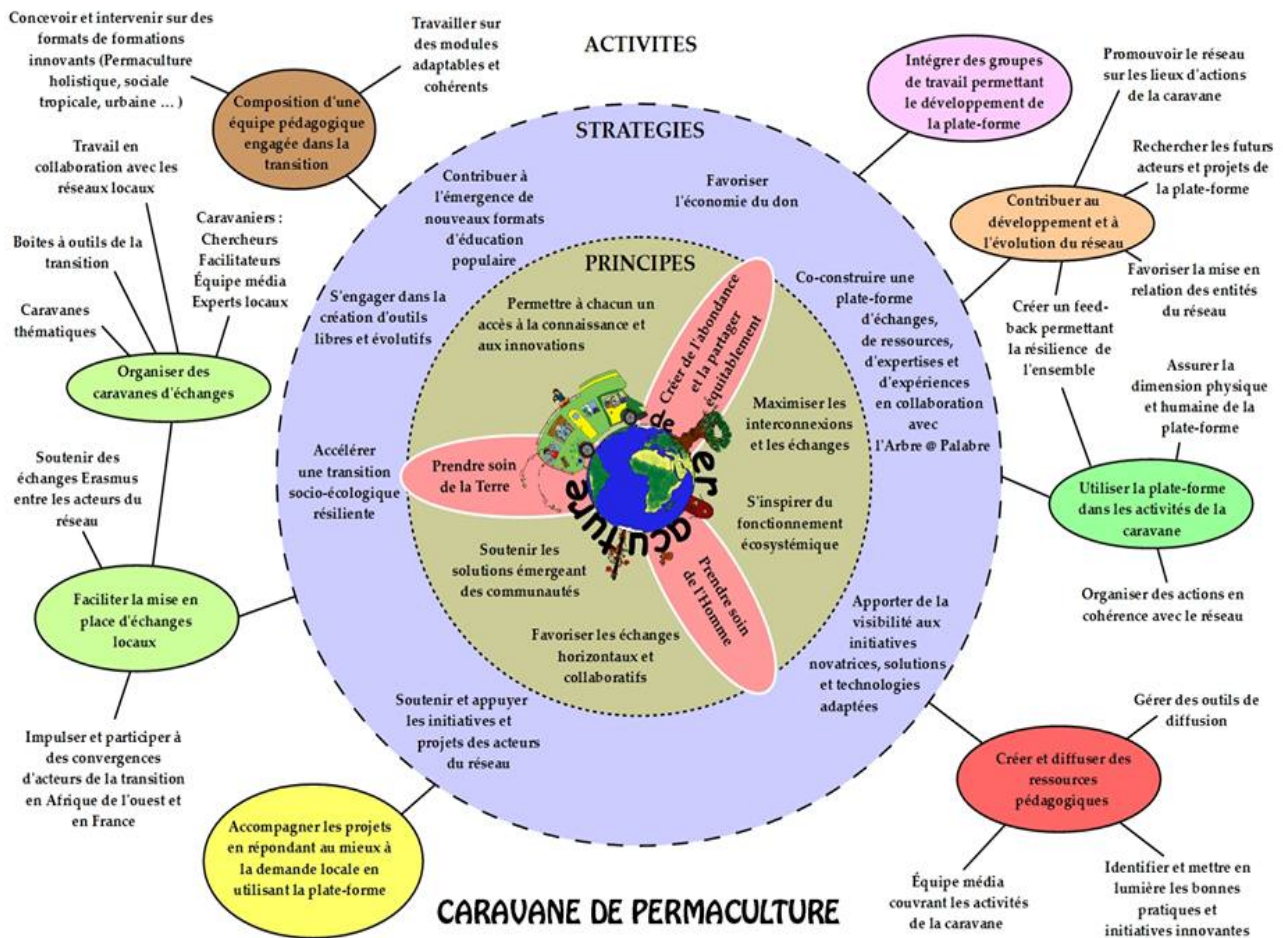 Concevoir et intervenir sur des
formats de formations
innovants (Permaculture
holistique, sociale
tropicale, urbaine ... )
Travailler sur
des modules
adaptables et
cohérents
Composition d'une
équipe pédagogique
engagée dans la
transition
ACTIVITES
Intégrer des groupes
de travail permettant
le développement de
la plate-forme
Promouvoir le réseau
sur les lieux d'actions
de la caravane
Rechercher les futurs
acteurs et projets de
la plate-forme
Contribuer au
développement et à
l'évolution du réseau
Favoriser la mise en
relation des entités
du réseau
Créer un feed-
back permettant
la résilience de
l'ensemble
Assurer la
dimension physique
et humaine de la
plate-forme
Utiliser la plate-forme
dans les activités de la
caravane
Organiser des actions en
cohérence avec le réseau
Travail en
collaboration avec les
réseaux locaux
Boites à outils de la
transition
Caravaniers :
Chercheurs
Facilitateurs
Équipe média
Experts locaux
Caravanes
thématiques
Organiser des
caravanes d'échanges
Soutenir des
échanges Erasmus
entre les acteurs du
réseau
Faciliter la mise en
place d'échanges
locaux
Impulser et participer à
des convergences
d'acteurs de la transition
en Afrique de l'ouest et
en France
STRATEGIES
Contribuer à
l'émergence de
nouveaux formats
d'éducation
populaire
Favoriser
l'économie du don
S'engager dans la
création d'outils
libres et évolutifs
Co-construire une
plate-forme
d'échanges,
de ressources,
d'expertises et
d'expériences
en collaboration
avec
l'Arbre @ Palabre
Accélérer
une transition
socio-écologique
résiliente
Apporter de la
visibilité aux
initiatives
novatrices, solutions
et technologies
adaptées
Soutenir et appuyer
les initiatives et
projets des acteurs
du réseau
PRINCIPES
Permettre à chacun un
accès à la connaissance et
aux innovations
Créer de l'abondance
et la partager
équitablement
Maximiser les
interconnexions
et les échanges
Prendre soin
de la Terre
de
er
aculture
S'inspirer du
fonctionnement
écosystémique
Soutenir les
solutions émergeant
des communautés
Prendre soin
de l'Homme
Favoriser les échanges
horizontaux et
collaboratifs
Accompagner les projets
en répondant au mieux à
la demande locale en
utilisant la plate-forme
Gérer des outils de
diffusion
Créer et diffuser des
ressources
pédagogiques
Équipe média
couvrant les activités
de la caravane
Identifier et mettre en
lumière les bonnes
pratiques et
initiatives innovantes
CARAVANE DE PERMACULTURE